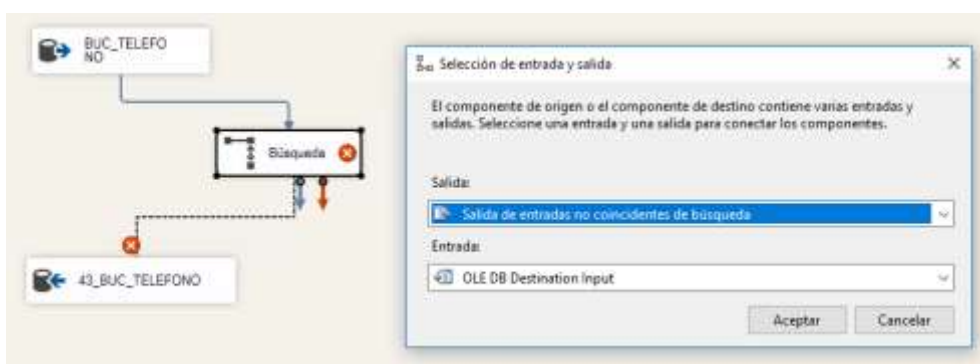 BUC_TELEFO
NO
Búsqueda
43_BUC_TELEFONO
Selección de entrada y salida
El componente de origen o el componente de destino contiene varias entradas y
salidas. Seleccione una entrada y una salida para conectar los componentes.
Salida:
Salida de entradas no coincidentes de búsqueda
Entrada:
OLE DB Destination Input
Aceptar
Cancelar